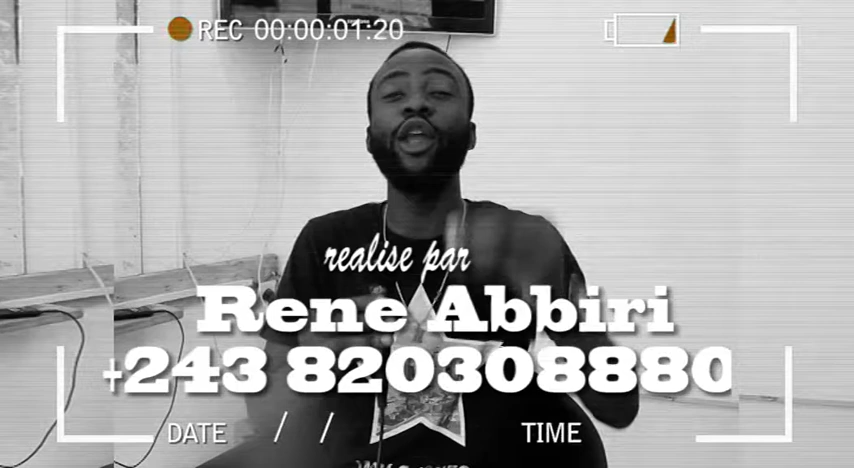 REC 00:00:01:20
realise par
Rene Abbiri
+243 820308880
DATE / / TIME